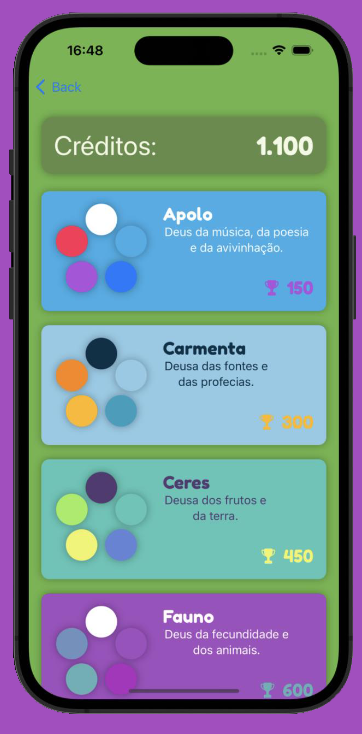 16:48
Back
Créditos: 1.100
Apolo
Deus da música, da poesia
e da avivinhação.
150
Carmenta
Deusa das fontes e
das profecias.
300
Ceres
Deusa dos frutos e
da terra.
450
Fauno
Deus da fecundidade e
dos animais.
600